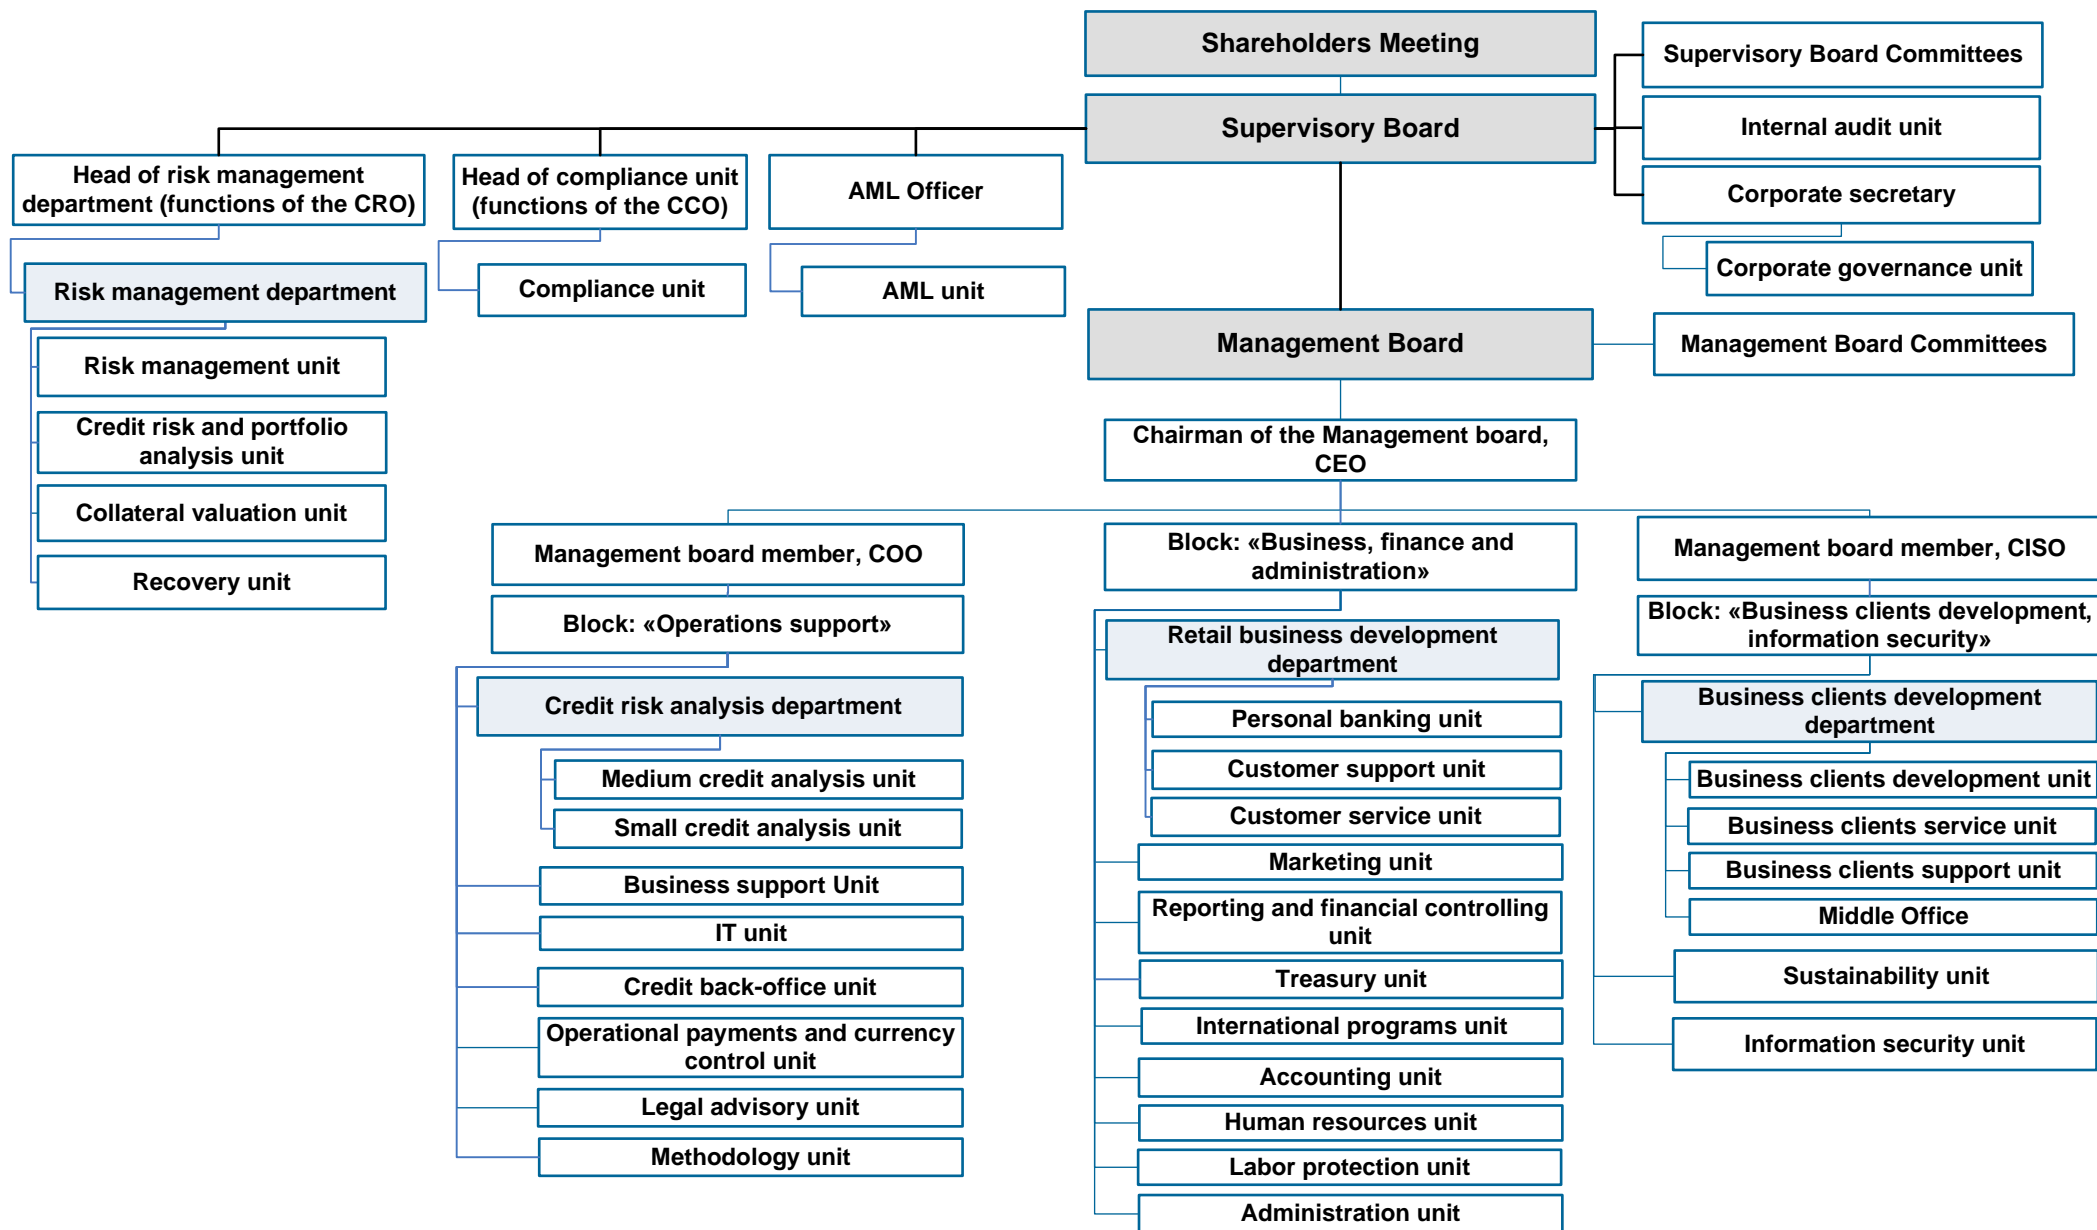 Shareholders Meeting
Supervisory Board
Supervisory Board Committees
Internal audit unit
Corporate secretary
Corporate governance unit
Head of risk management
department (functions of the CRO)
Head of compliance unit
(functions of the CCO)
AML Officer
Risk management department
Compliance unit
AML unit
Risk management unit
Credit risk and portfolio
analysis unit
Collateral valuation unit
Recovery unit
Management Board
Management Board Committees
Chairman of the Management board,
CEO
Management board member, COO
Block: «Operations support»
Credit risk analysis department
Medium credit analysis unit
Small credit analysis unit
Business support Unit
IT unit
Credit back-office unit
Operational payments and currency
control unit
Legal advisory unit
Methodology unit
Block: «Business, finance and
administration»
Retail business development
department
Personal banking unit
Customer support unit
Customer service unit
Marketing unit
Reporting and financial controlling
unit
Treasury unit
International programs unit
Accounting unit
Human resources unit
Labor protection unit
Administration unit
Management board member, CISO
Block: «Business clients development,
information security»
Business clients development
department
Business clients development unit
Business clients service unit
Business clients support unit
Middle Office
Sustainability unit
Information security unit